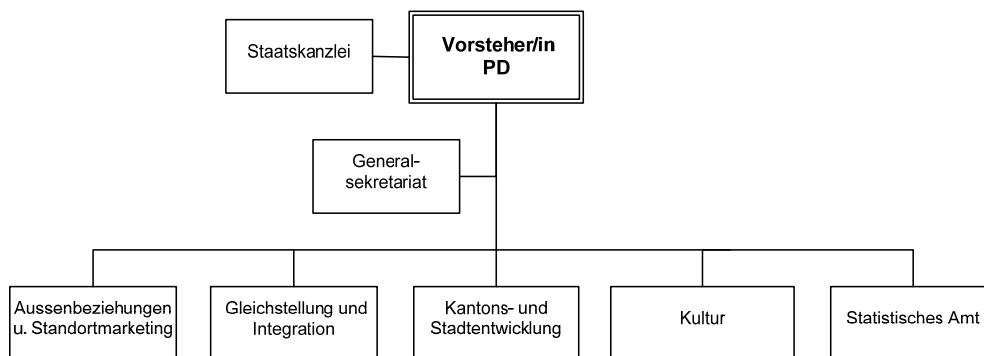 Staatskanzlei
Vorsteher/in
PD
General-
sekretariat
Aussenbeziehungen
u. Standortmarketing
Gleichstellung und
Integration
Kantons- und
Stadtentwicklung
Kultur
Statistisches Amt